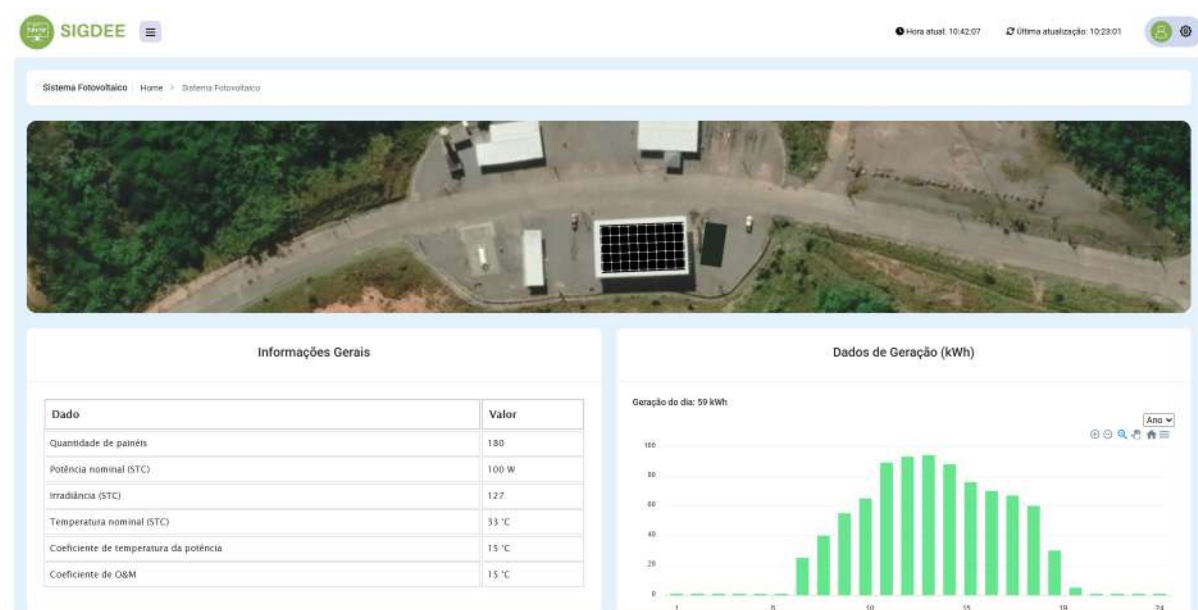 SIGDEE
Hora atual: 10:42:07 Última atualização: 10:23:01
Sistema Fotovoltaico Home > Sistema Fotovoltaico
Informações Gerais
Dado Valor
Quantidade de painéis 180
Potência nominal (STC) 100 W
Irradiância (STC) 127
Temperatura nominal (STC) 33 °C
Coeficiente de temperatura da potência 15 °C
Coeficiente de O&M 15 °C
Dados de Geração (kWh)
Geração do dia: 59 kWh
Ano
100
80
60
40
20
0
1 5 10 15 19 24